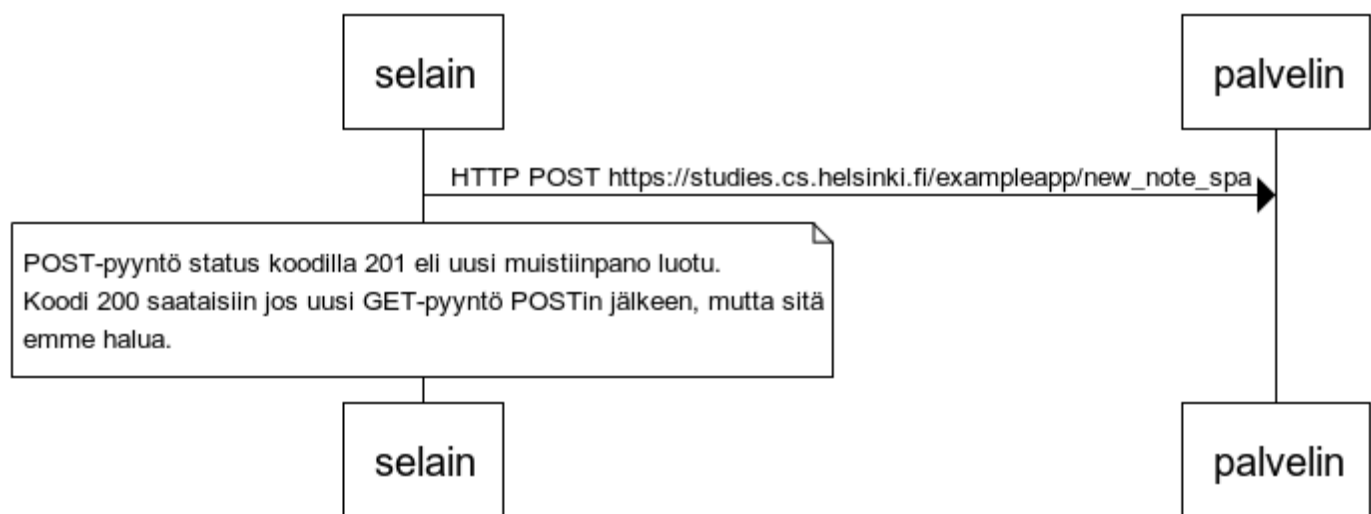 selain
palvelin
HTTP POST https://studies.cs.helsinki.fi/exampleapp/new_note_spa
POST-pyyntö status koodilla 201 eli uusi muistiinpano luotu.
Koodi 200 saataisiin jos uusi GET-pyyntö POSTin jälkeen, mutta sitä
emme halua.
selain
palvelin